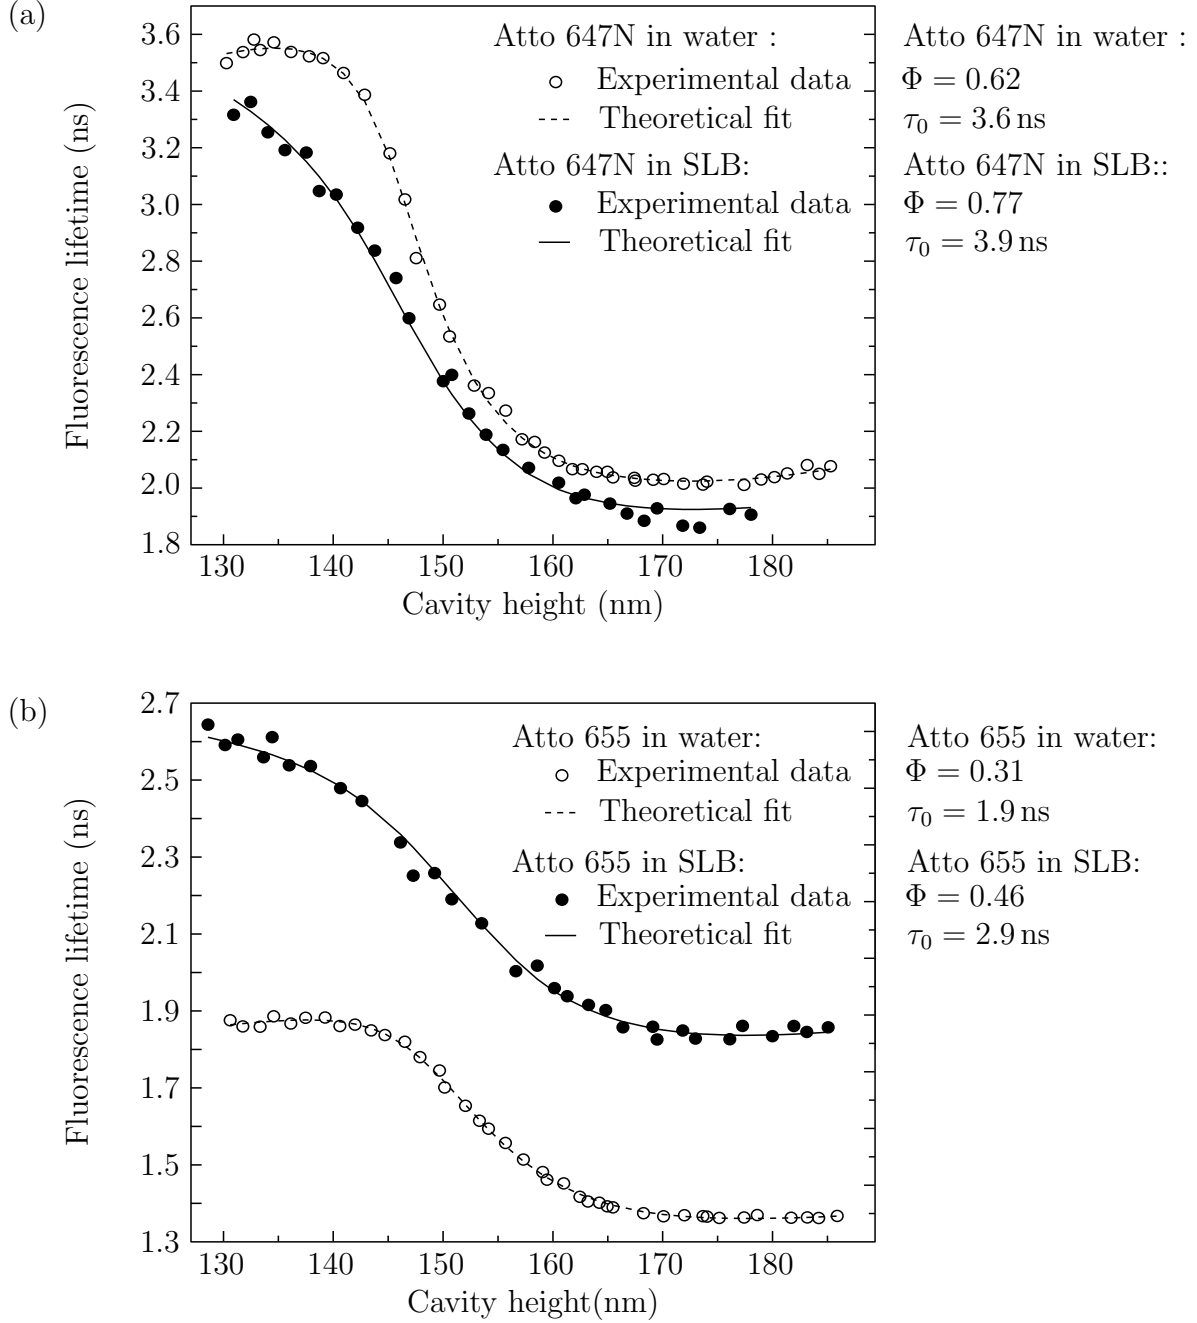 (a)
3.6
3.4
3.2
3.0
2.8
2.6
2.4
2.2
2.0
1.8
Fluorescence lifetime (ns)
130 140 150 160 170 180
Cavity height (nm)
Atto 647N in water :
Experimental data
Theoretical fit
Atto 647N in SLB:
Experimental data
Theoretical fit
Atto 647N in water :
Φ = 0.62
τ₀ = 3.6 ns
Atto 647N in SLB::
Φ = 0.77
τ₀ = 3.9 ns
(b)
2.7
2.5
2.3
2.1
1.9
1.7
1.5
1.3
Fluorescence lifetime (ns)
130 140 150 160 170 180
Cavity height(nm)
Atto 655 in water:
Experimental data
Theoretical fit
Atto 655 in SLB:
Experimental data
Theoretical fit
Atto 655 in water:
Φ = 0.31
τ₀ = 1.9 ns
Atto 655 in SLB:
Φ = 0.46
τ₀ = 2.9 ns